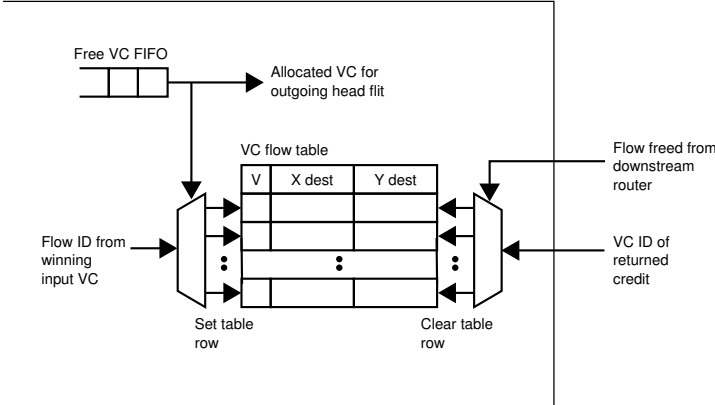 Free VC FIFO
Allocated VC for
outgoing head flit
VC flow table
V X dest Y dest
Flow freed from
downstream
router
Flow ID from
winning
input VC
VC ID of
returned
credit
Set table
row
Clear table
row